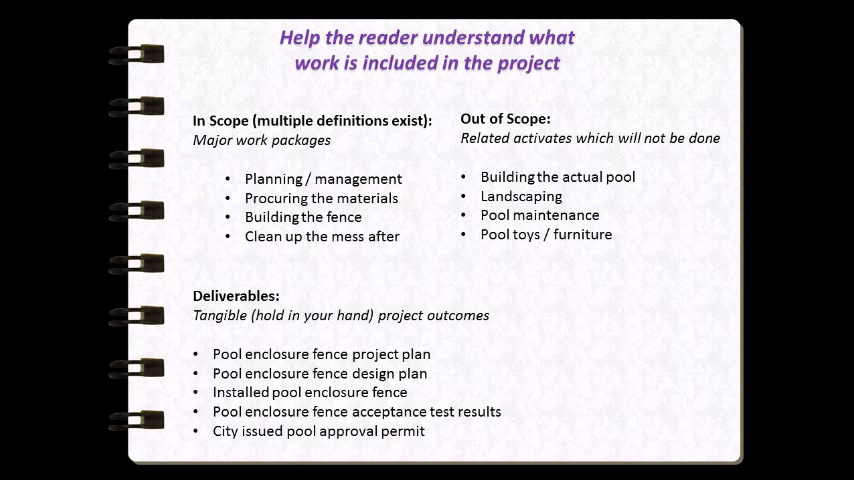 Help the reader understand what
work is included in the project
In Scope (multiple definitions exist):
Major work packages
• Planning / management
• Procuring the materials
• Building the fence
• Clean up the mess after
Out of Scope:
Related activates which will not be done
• Building the actual pool
• Landscaping
• Pool maintenance
• Pool toys / furniture
Deliverables:
Tangible (hold in your hand) project outcomes
• Pool enclosure fence project plan
• Pool enclosure fence design plan
• Installed pool enclosure fence
• Pool enclosure fence acceptance test results
• City issued pool approval permit